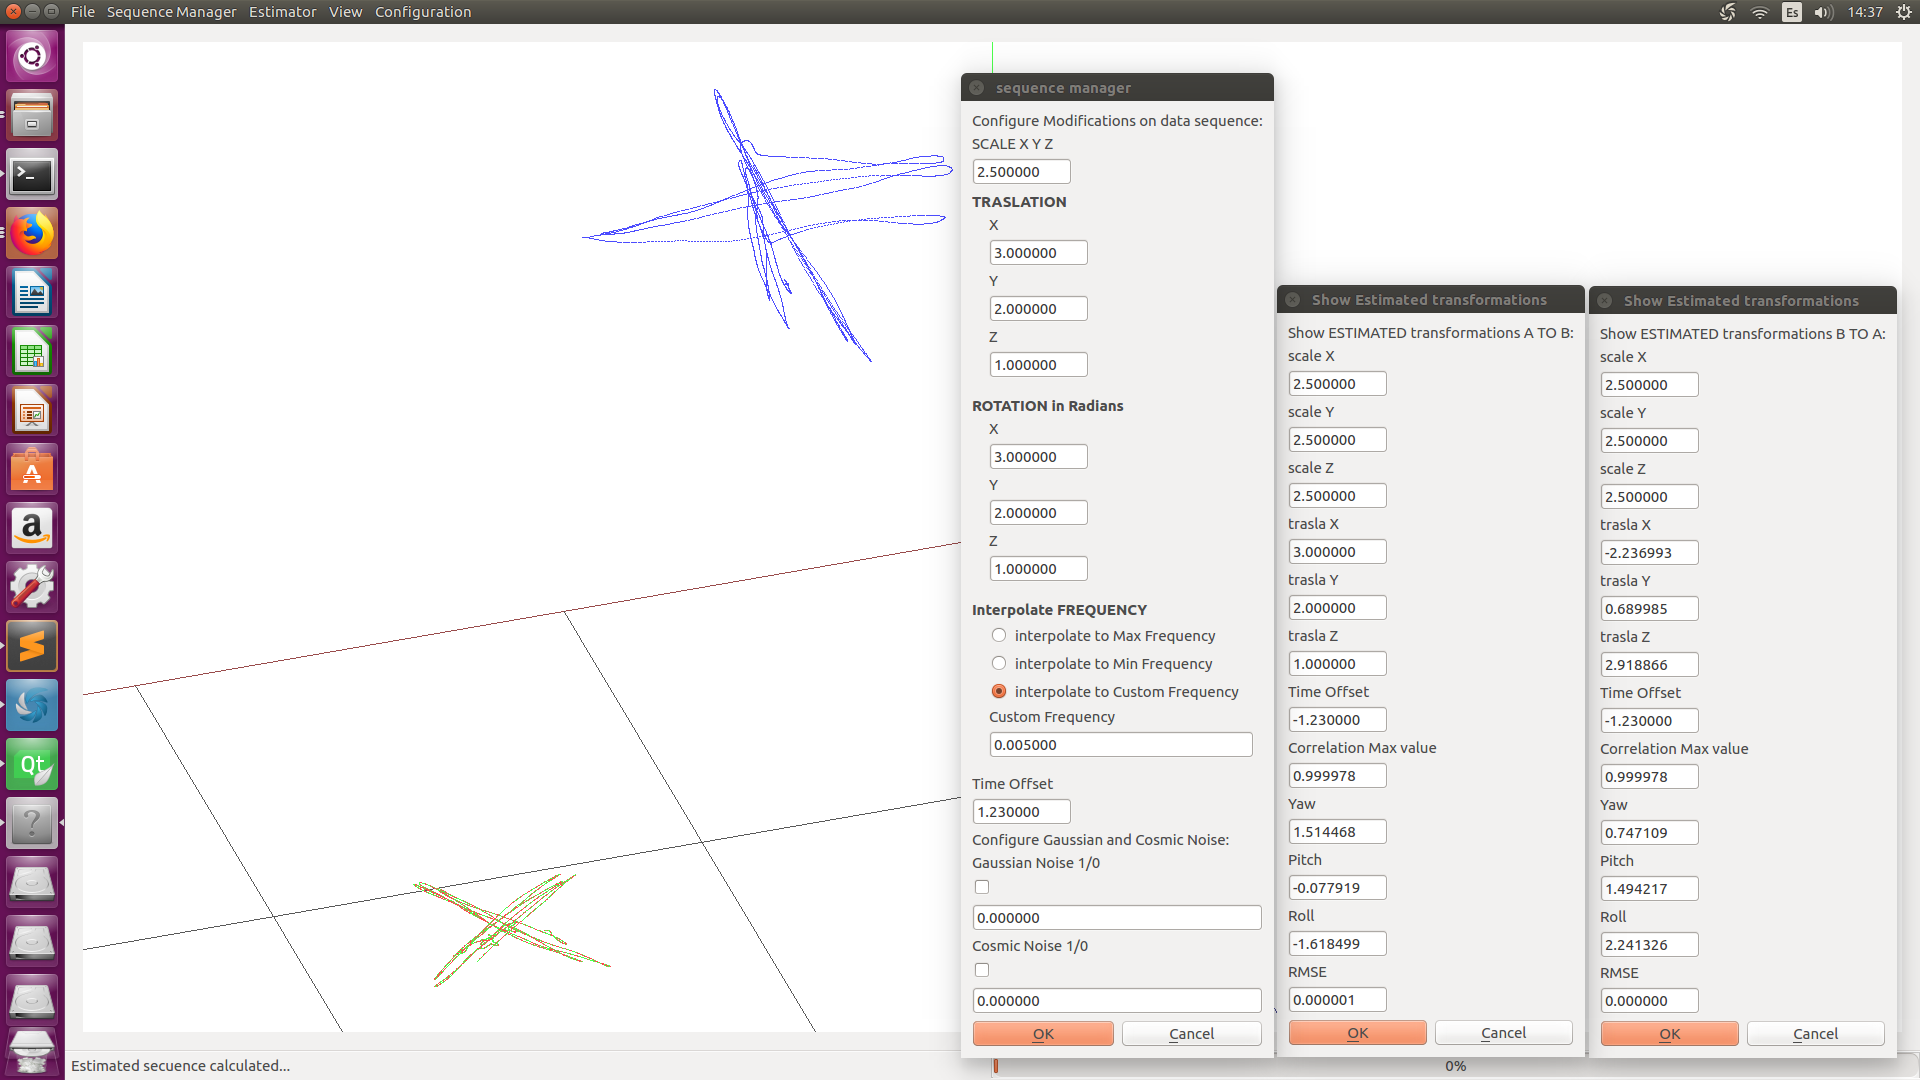 File Sequence Manager Estimator View Configuration
Es 14:37
sequence manager
Configure Modifications on data sequence:
SCALE X Y Z
2.500000
TRASLATION
X
3.000000
Y
2.000000
Z
1.000000
ROTATION in Radians
X
3.000000
Y
2.000000
Z
1.000000
Interpolate FREQUENCY
interpolate to Max Frequency
interpolate to Min Frequency
interpolate to Custom Frequency
Custom Frequency
0.005000
Time Offset
1.230000
Configure Gaussian and Cosmic Noise:
Gaussian Noise 1/0
0.000000
Cosmic Noise 1/0
0.000000
OK Cancel
Show Estimated transformations
Show ESTIMATED transformations A TO B:
scale X
2.500000
scale Y
2.500000
scale Z
2.500000
trasla X
3.000000
trasla Y
2.000000
trasla Z
1.000000
Time Offset
-1.230000
Correlation Max value
0.999978
Yaw
1.514468
Pitch
-0.077919
Roll
-1.618499
RMSE
0.000001
OK Cancel
Show Estimated transformations
Show ESTIMATED transformations B TO A:
scale X
2.500000
scale Y
2.500000
scale Z
2.500000
trasla X
-2.236993
trasla Y
0.689985
trasla Z
2.918866
Time Offset
-1.230000
Correlation Max value
0.999978
Yaw
0.747109
Pitch
1.494217
Roll
2.241326
RMSE
0.000000
OK Cancel
Estimated secuence calculated...
0%
A
a
Qt
?